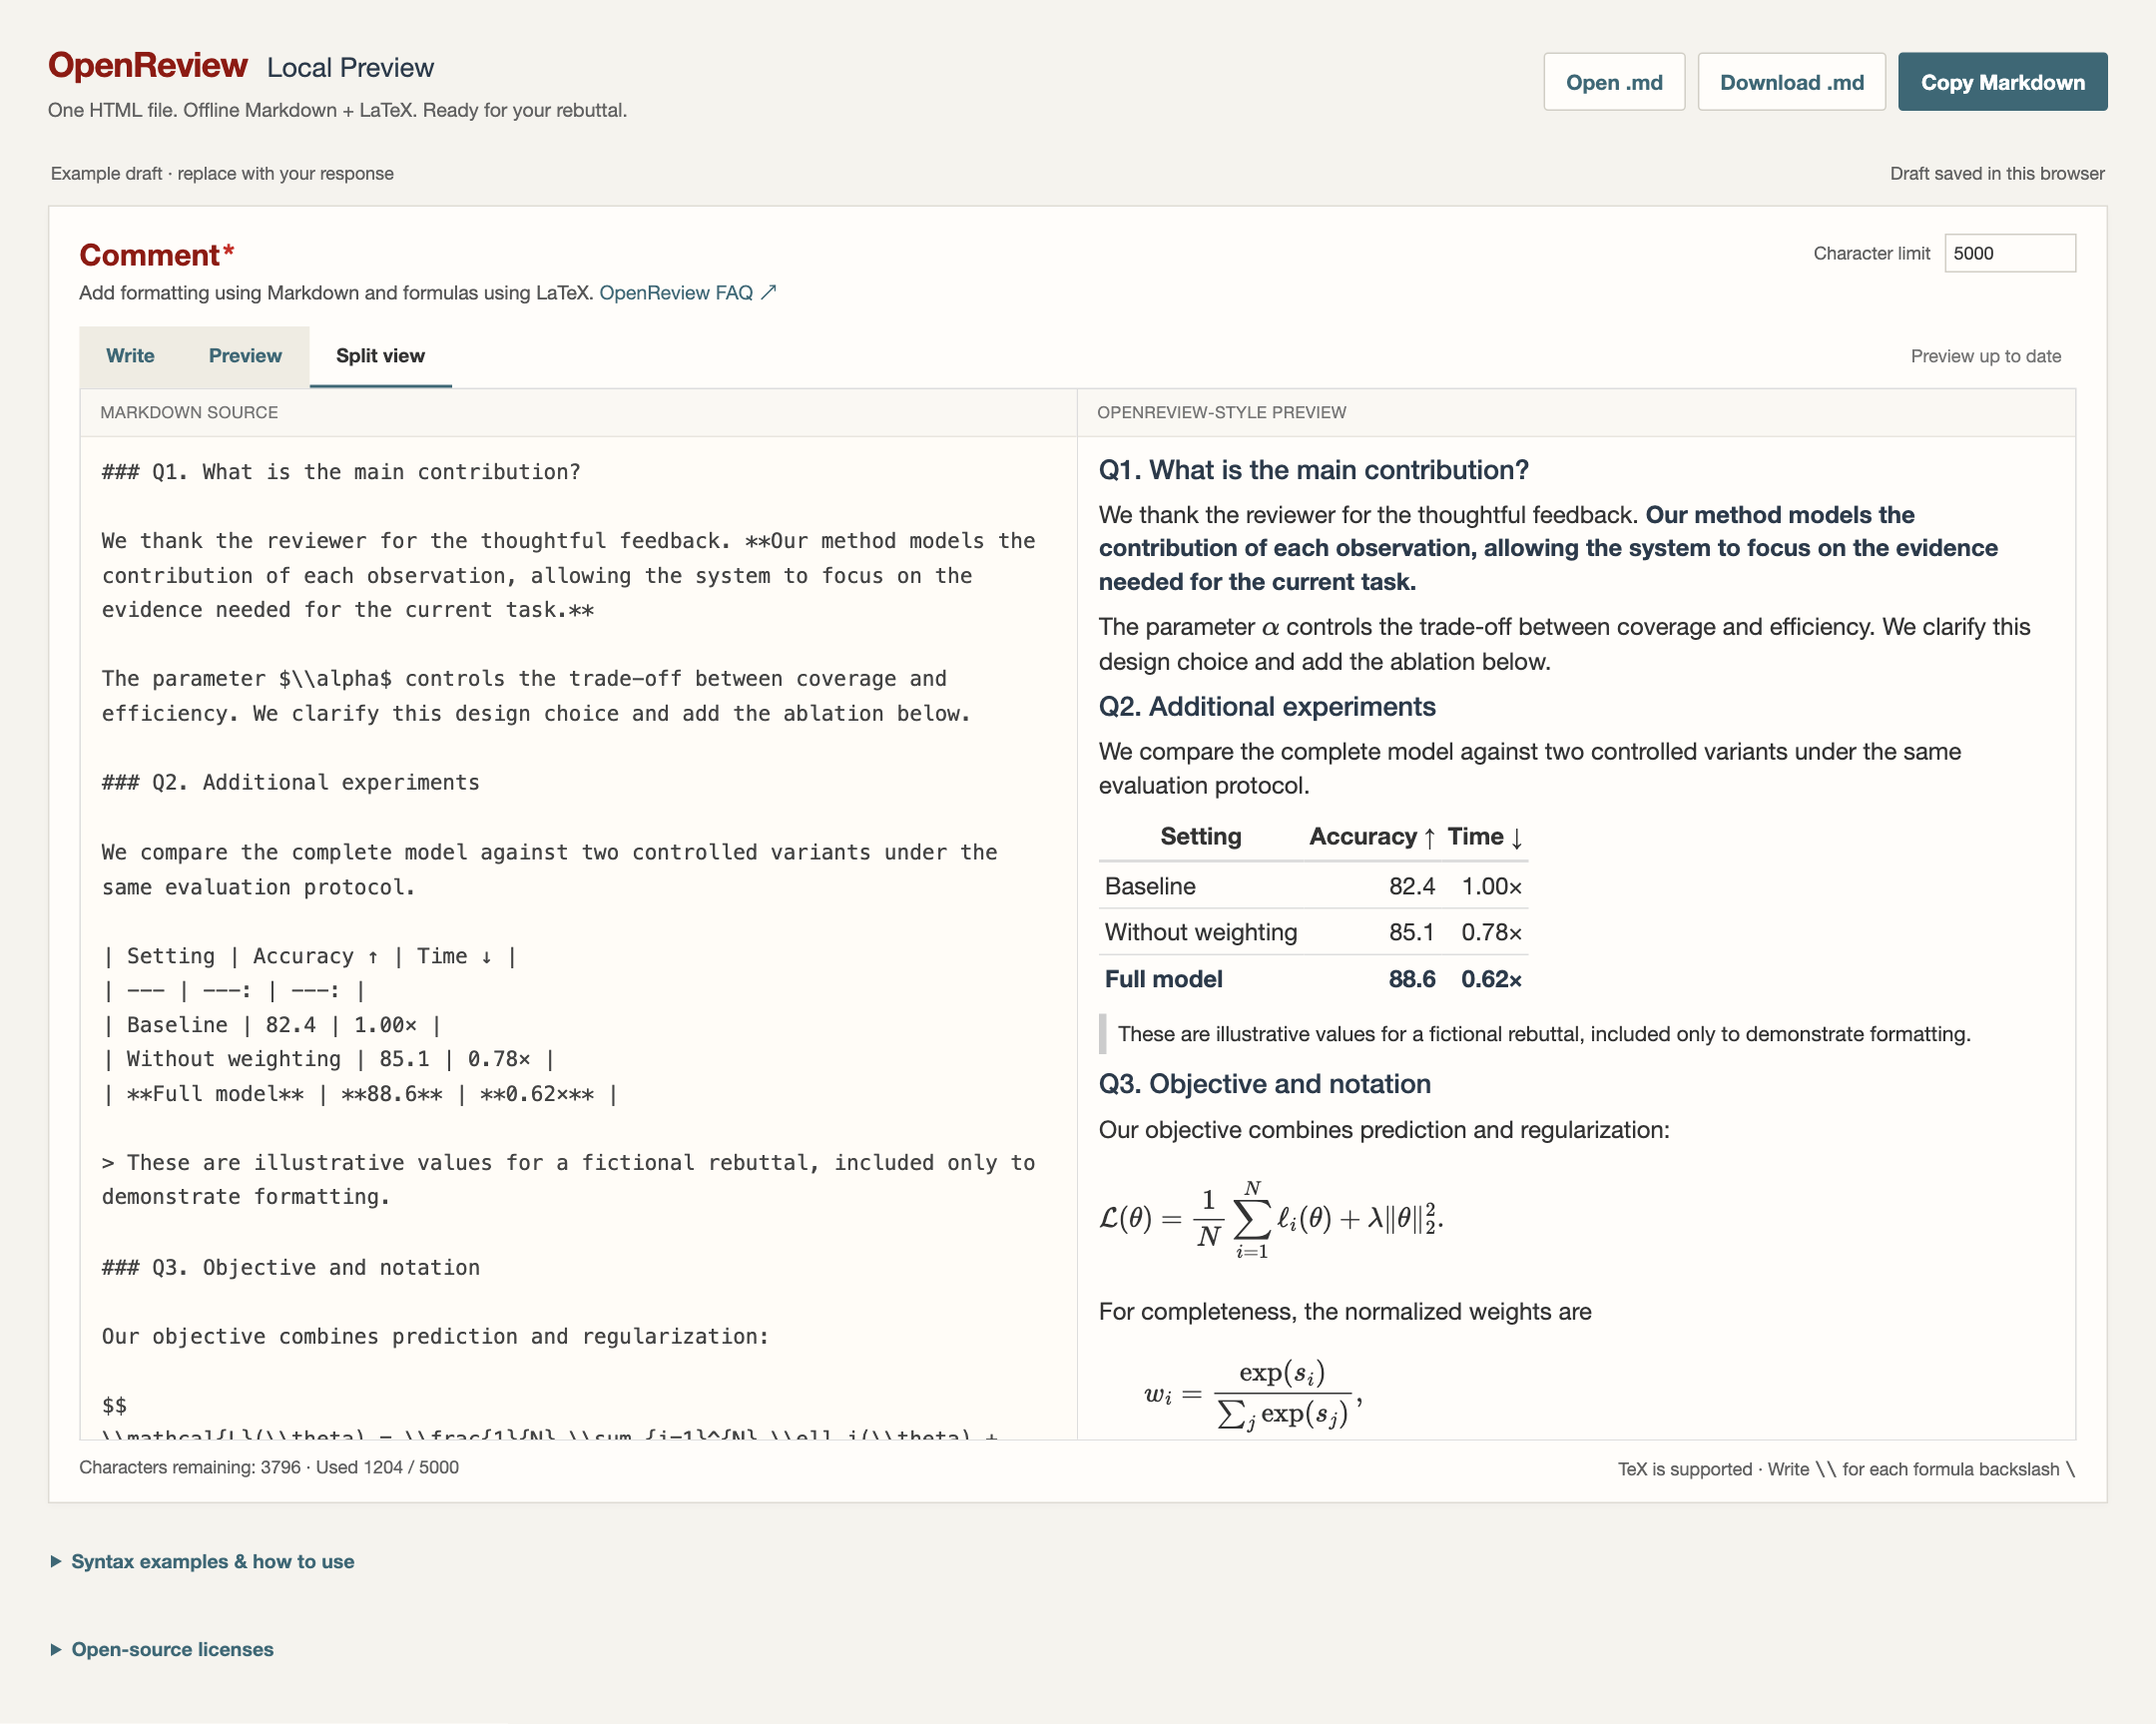 OpenReview Local Preview
Open .md Download .md Copy Markdown
One HTML file. Offline Markdown + LaTeX. Ready for your rebuttal.
Example draft · replace with your response
Draft saved in this browser
Comment*
Character limit 5000
Add formatting using Markdown and formulas using LaTeX. OpenReview FAQ ↗
Write Preview Split view
Preview up to date
MARKDOWN SOURCE
### Q1. What is the main contribution?
We thank the reviewer for the thoughtful feedback. **Our method models the
contribution of each observation, allowing the system to focus on the
evidence needed for the current task.**
The parameter $\\alpha$ controls the trade-off between coverage and
efficiency. We clarify this design choice and add the ablation below.
### Q2. Additional experiments
We compare the complete model against two controlled variants under the
same evaluation protocol.
| Setting | Accuracy ↑ | Time ↓ |
| --- | ---: | ---: |
| Baseline | 82.4 | 1.00× |
| Without weighting | 85.1 | 0.78× |
| **Full model** | **88.6** | **0.62×** |
> These are illustrative values for a fictional rebuttal, included only to
demonstrate formatting.
### Q3. Objective and notation
Our objective combines prediction and regularization:
$$
\\mathcal{L}(\\theta) = \\frac{1}{N} \\sum_{i=1}^{N} \\ell_i(\\theta) +
OPENREVIEW-STYLE PREVIEW
Q1. What is the main contribution?
We thank the reviewer for the thoughtful feedback. Our method models the
contribution of each observation, allowing the system to focus on the evidence
needed for the current task.
The parameter α controls the trade-off between coverage and efficiency. We clarify this
design choice and add the ablation below.
Q2. Additional experiments
We compare the complete model against two controlled variants under the same
evaluation protocol.
Setting Accuracy ↑ Time ↓
Baseline 82.4 1.00×
Without weighting 85.1 0.78×
Full model 88.6 0.62×
These are illustrative values for a fictional rebuttal, included only to demonstrate formatting.
Q3. Objective and notation
Our objective combines prediction and regularization:
ℒ(θ) = 1/N ∑_{i=1}^{N} ℓ_i(θ) + λ‖θ‖_2^2.
For completeness, the normalized weights are
w_i = exp(s_i) / ∑_j exp(s_j),
Characters remaining: 3796 · Used 1204 / 5000
TeX is supported · Write \\ for each formula backslash \
▶ Syntax examples & how to use
▶ Open-source licenses